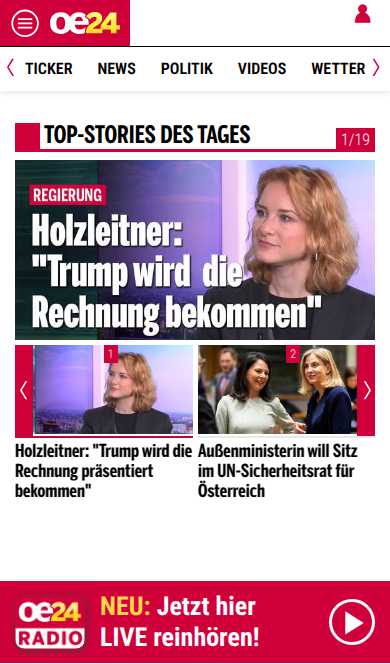 oe24
TICKER NEWS POLITIK VIDEOS WETTER
TOP-STORIES DES TAGES
1/19
REGIERUNG
Holzleitner:
"Trump wird die
Rechnung bekommen"
1
2
Holzleitner: "Trump wird die
Rechnung präsentiert
bekommen"
Außenministerin will Sitz
im UN-Sicherheitsrat für
Österreich
oe24
RADIO
NEU: Jetzt hier
LIVE reinhören!